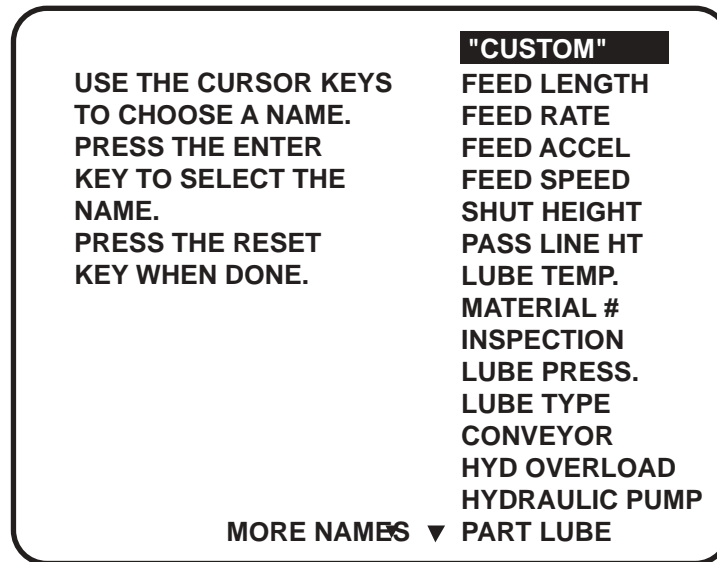 "CUSTOM"
USE THE CURSOR KEYS
TO CHOOSE A NAME.
PRESS THE ENTER
KEY TO SELECT THE
NAME.
PRESS THE RESET
KEY WHEN DONE.
FEED LENGTH
FEED RATE
FEED ACCEL
FEED SPEED
SHUT HEIGHT
PASS LINE HT
LUBE TEMP.
MATERIAL #
INSPECTION
LUBE PRESS.
LUBE TYPE
CONVEYOR
HYD OVERLOAD
HYDRAULIC PUMP
MORE NAMES ▼ PART LUBE